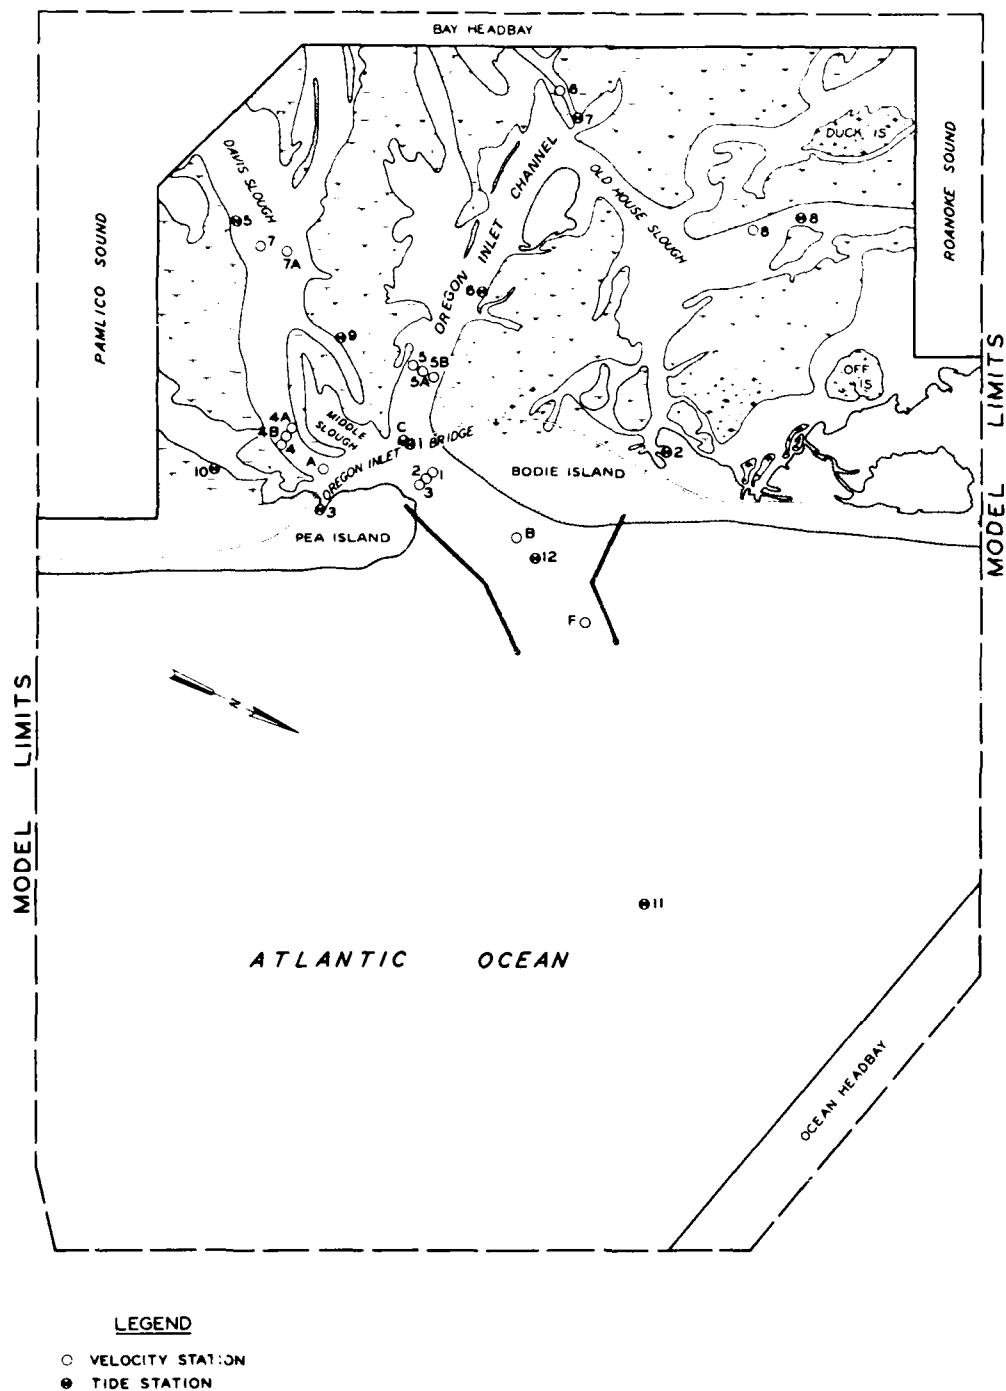 BAY HEADBAY
DUCK IS
ROANOKE SOUND
PAMLICO SOUND
DAVIS SLOUGH
OREGON INLET CHANNEL
OLD HOUSE SLOUGH
6
7
5
7
7A
8
8
6
9
5
5B
5A
OFF IS
MODEL LIMITS
4A
4B
4
MIDDLE SLOUGH
C
1
OREGON INLET BRIDGE
A
10
2
1
3
2
BODIE ISLAND
3
PEA ISLAND
B
12
F
N
MODEL LIMITS
11
ATLANTIC OCEAN
OCEAN HEADBAY
LEGEND
VELOCITY STATION
TIDE STATION